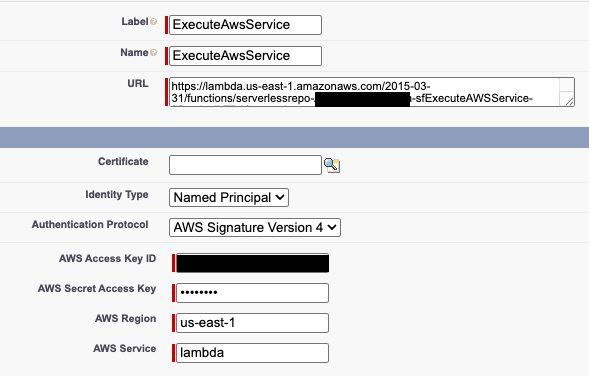 Label ExecuteAwsService
Name ExecuteAwsService
URL https://lambda.us-east-1.amazonaws.com/2015-03-
31/functions/serverlessrepo- -sfExecuteAWSService-
Certificate
Identity Type Named Principal
Authentication Protocol AWS Signature Version 4
AWS Access Key ID
AWS Secret Access Key ••••••••
AWS Region us-east-1
AWS Service lambda